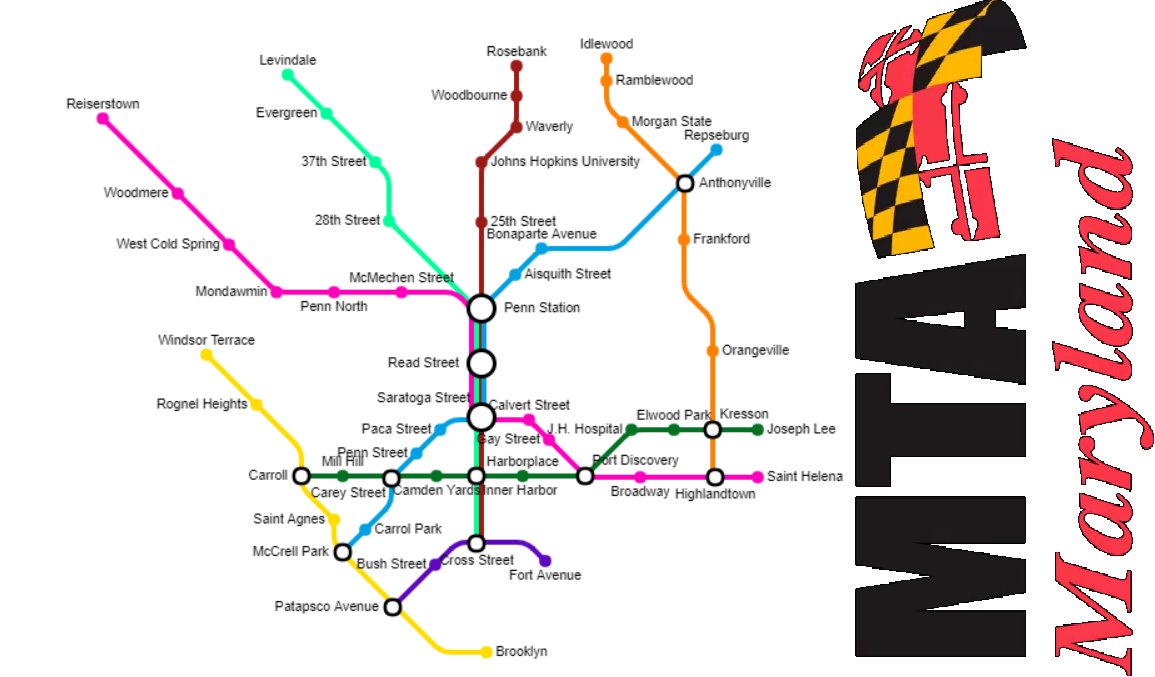 Idlewood
Rosebank
Levindale
Ramblewood
Woodbourne
Reiserstown
Evergreen
Morgan State
Waverly
Repseburg
37th Street
Johns Hopkins University
Anthonyville
Woodmere
28th Street
25th Street
Bonaparte Avenue
Frankford
West Cold Spring
Aisquith Street
McMechen Street
Mondawmin
Penn North
Penn Station
Windsor Terrace
Orangeville
Read Street
Saratoga Street
Rognel Heights
Calvert Street
Elwood Park
Kresson
Paca Street
J.H. Hospital
Joseph Lee
Gay Street
Penn Street
Mill Hill
Harborplace
Port Discovery
Carroll
Saint Helena
Carey Street
Camden Yards
Inner Harbor
Broadway
Highlandtown
Saint Agnes
Carrol Park
McCrell Park
Bush Street
Cross Street
Fort Avenue
Patapsco Avenue
Brooklyn
MTA
Maryland